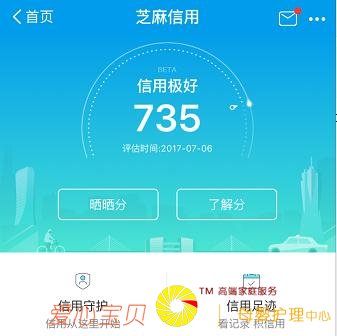 首页
芝麻信用
BETA
信用极好
735
评估时间:2017-07-06
晒晒分
了解分
TM 高端家庭服务
信用守护
信用足迹
爱心宝贝
护理中心
信用从这里开始
看记录 积信用